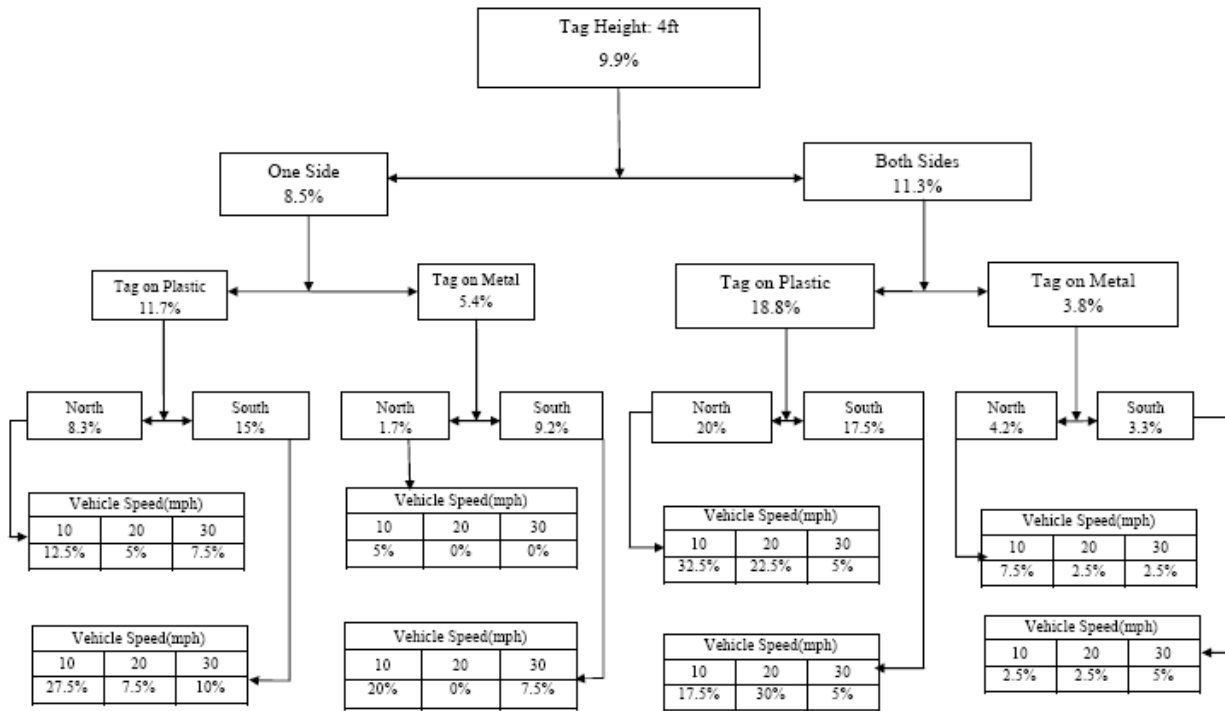 Tag Height: 4ft
9.9%
One Side
8.5%
Both Sides
11.3%
Tag on Plastic
11.7%
Tag on Metal
5.4%
Tag on Plastic
18.8%
Tag on Metal
3.8%
North
8.3%
South
15%
North
1.7%
South
9.2%
North
20%
South
17.5%
North
4.2%
South
3.3%
Vehicle Speed(mph)
10 20 30
12.5% 5% 7.5%
Vehicle Speed(mph)
10 20 30
5% 0% 0%
Vehicle Speed(mph)
10 20 30
32.5% 22.5% 5%
Vehicle Speed(mph)
10 20 30
7.5% 2.5% 2.5%
Vehicle Speed(mph)
10 20 30
27.5% 7.5% 10%
Vehicle Speed(mph)
10 20 30
20% 0% 7.5%
Vehicle Speed(mph)
10 20 30
17.5% 30% 5%
Vehicle Speed(mph)
10 20 30
2.5% 2.5% 5%